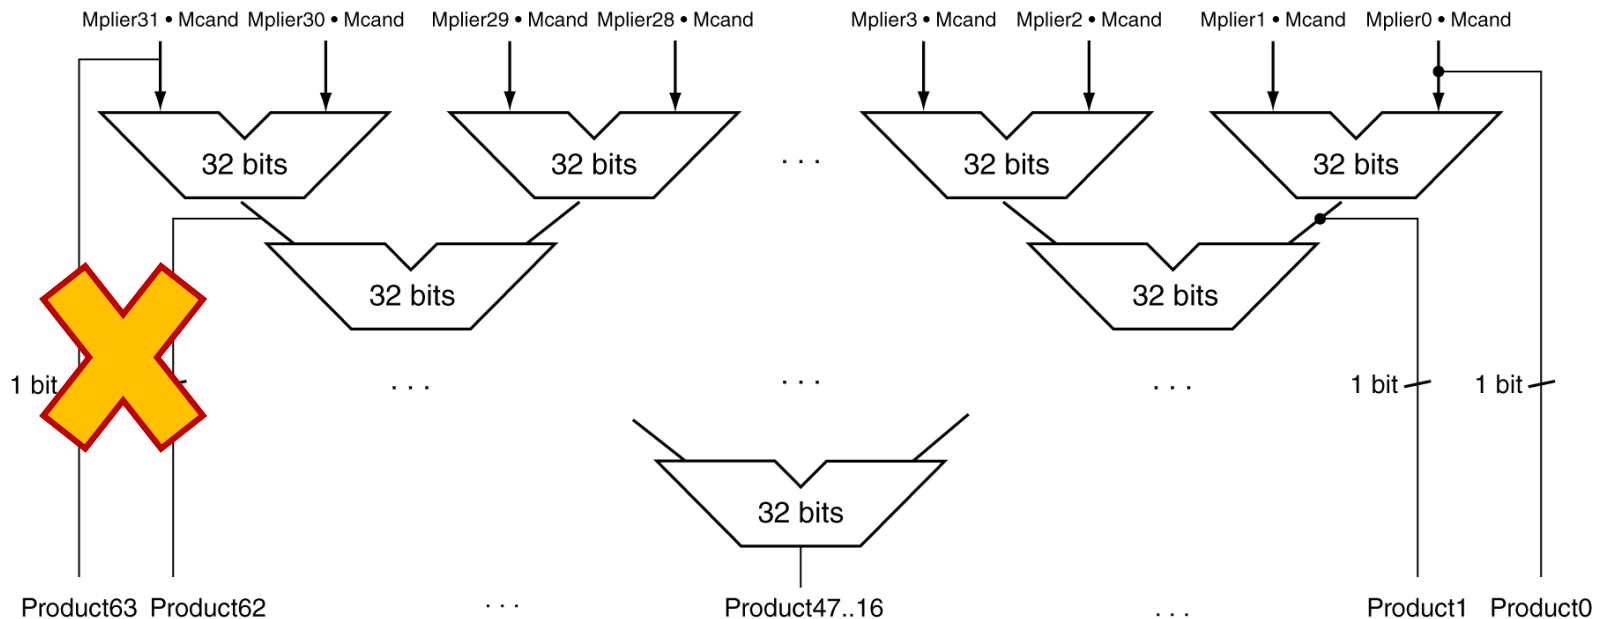 Mplier31 • Mcand Mplier30 • Mcand Mplier29 • Mcand Mplier28 • Mcand Mplier3 • Mcand Mplier2 • Mcand Mplier1 • Mcand Mplier0 • Mcand
32 bits 32 bits . . . 32 bits 32 bits
32 bits 32 bits
1 bit . . . . . . . . . 1 bit 1 bit
32 bits
Product63 Product62 . . . Product47..16 . . . Product1 Product0